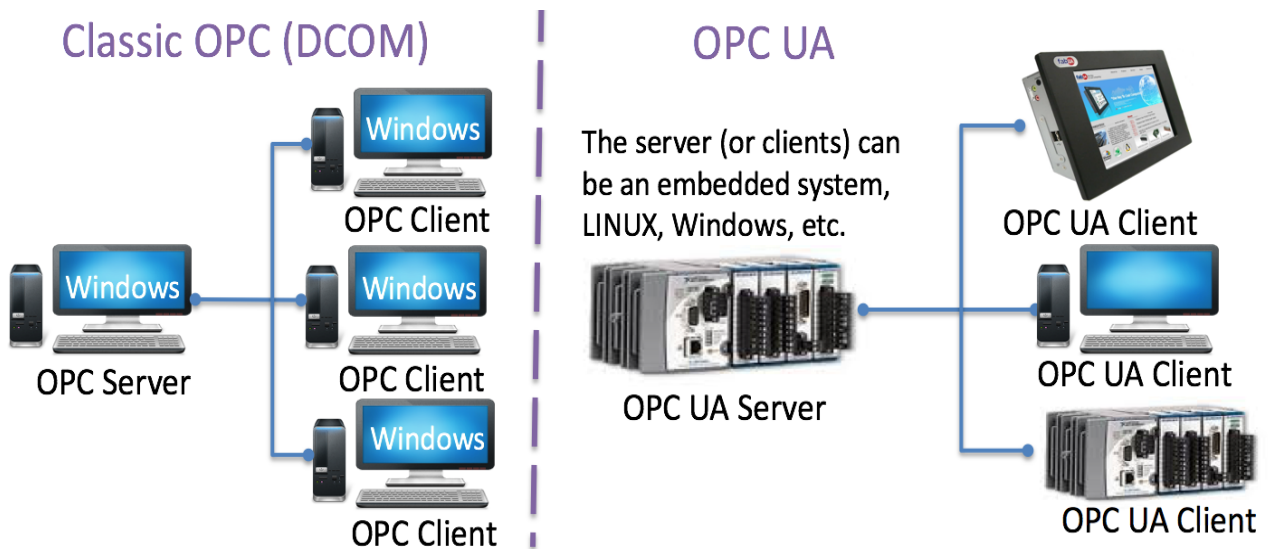 Classic OPC (DCOM)
Windows
OPC Client
Windows
OPC Server
Windows
OPC Client
Windows
OPC Client
OPC UA
The server (or clients) can
be an embedded system,
LINUX, Windows, etc.
OPC UA Server
OPC UA Client
OPC UA Client
OPC UA Client